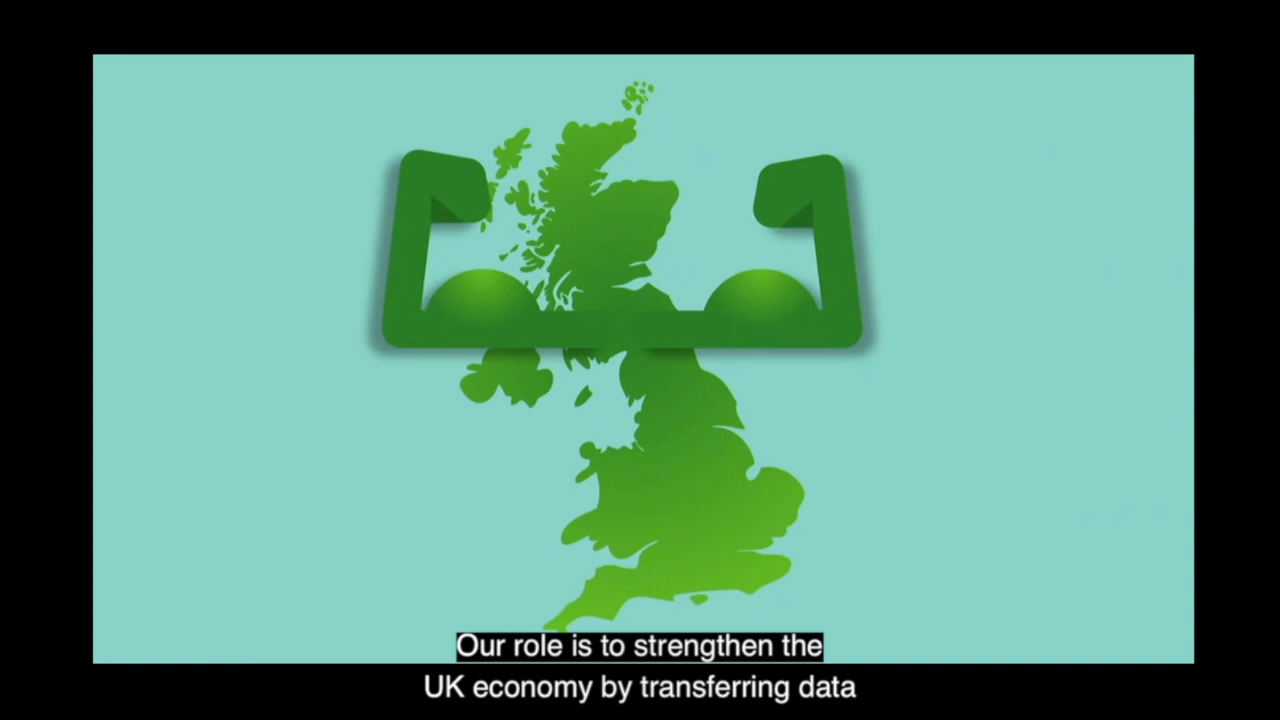 Our role is to strengthen the
UK economy by transferring data